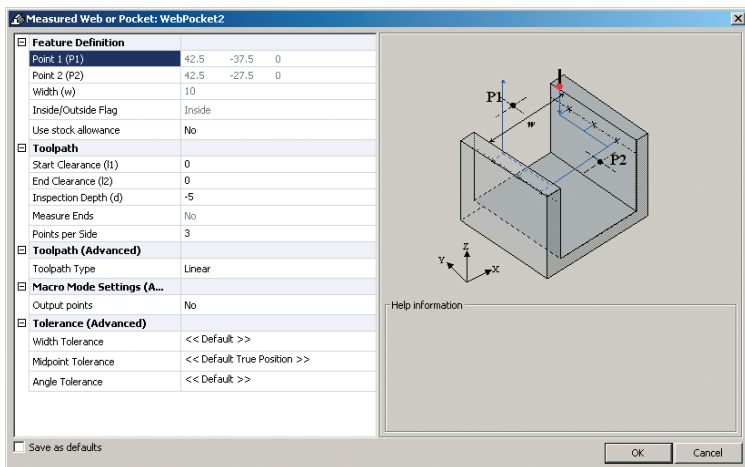 Measured Web or Pocket: WebPocket2
Feature Definition
Point 1 (P1) 42.5 -37.5 0
Point 2 (P2) 42.5 -27.5 0
Width (w) 10
Inside/Outside Flag Inside
Use stock allowance No
Toolpath
Start Clearance (l1) 0
End Clearance (l2) 0
Inspection Depth (d) -5
Measure Ends No
Points per Side 3
Toolpath (Advanced)
Toolpath Type Linear
Macro Mode Settings (A...
Output points No
Tolerance (Advanced)
Width Tolerance << Default >>
Midpoint Tolerance << Default True Position >>
Angle Tolerance << Default >>
P1
w
P2
Z
Y
X
Help information
Save as defaults
OK Cancel